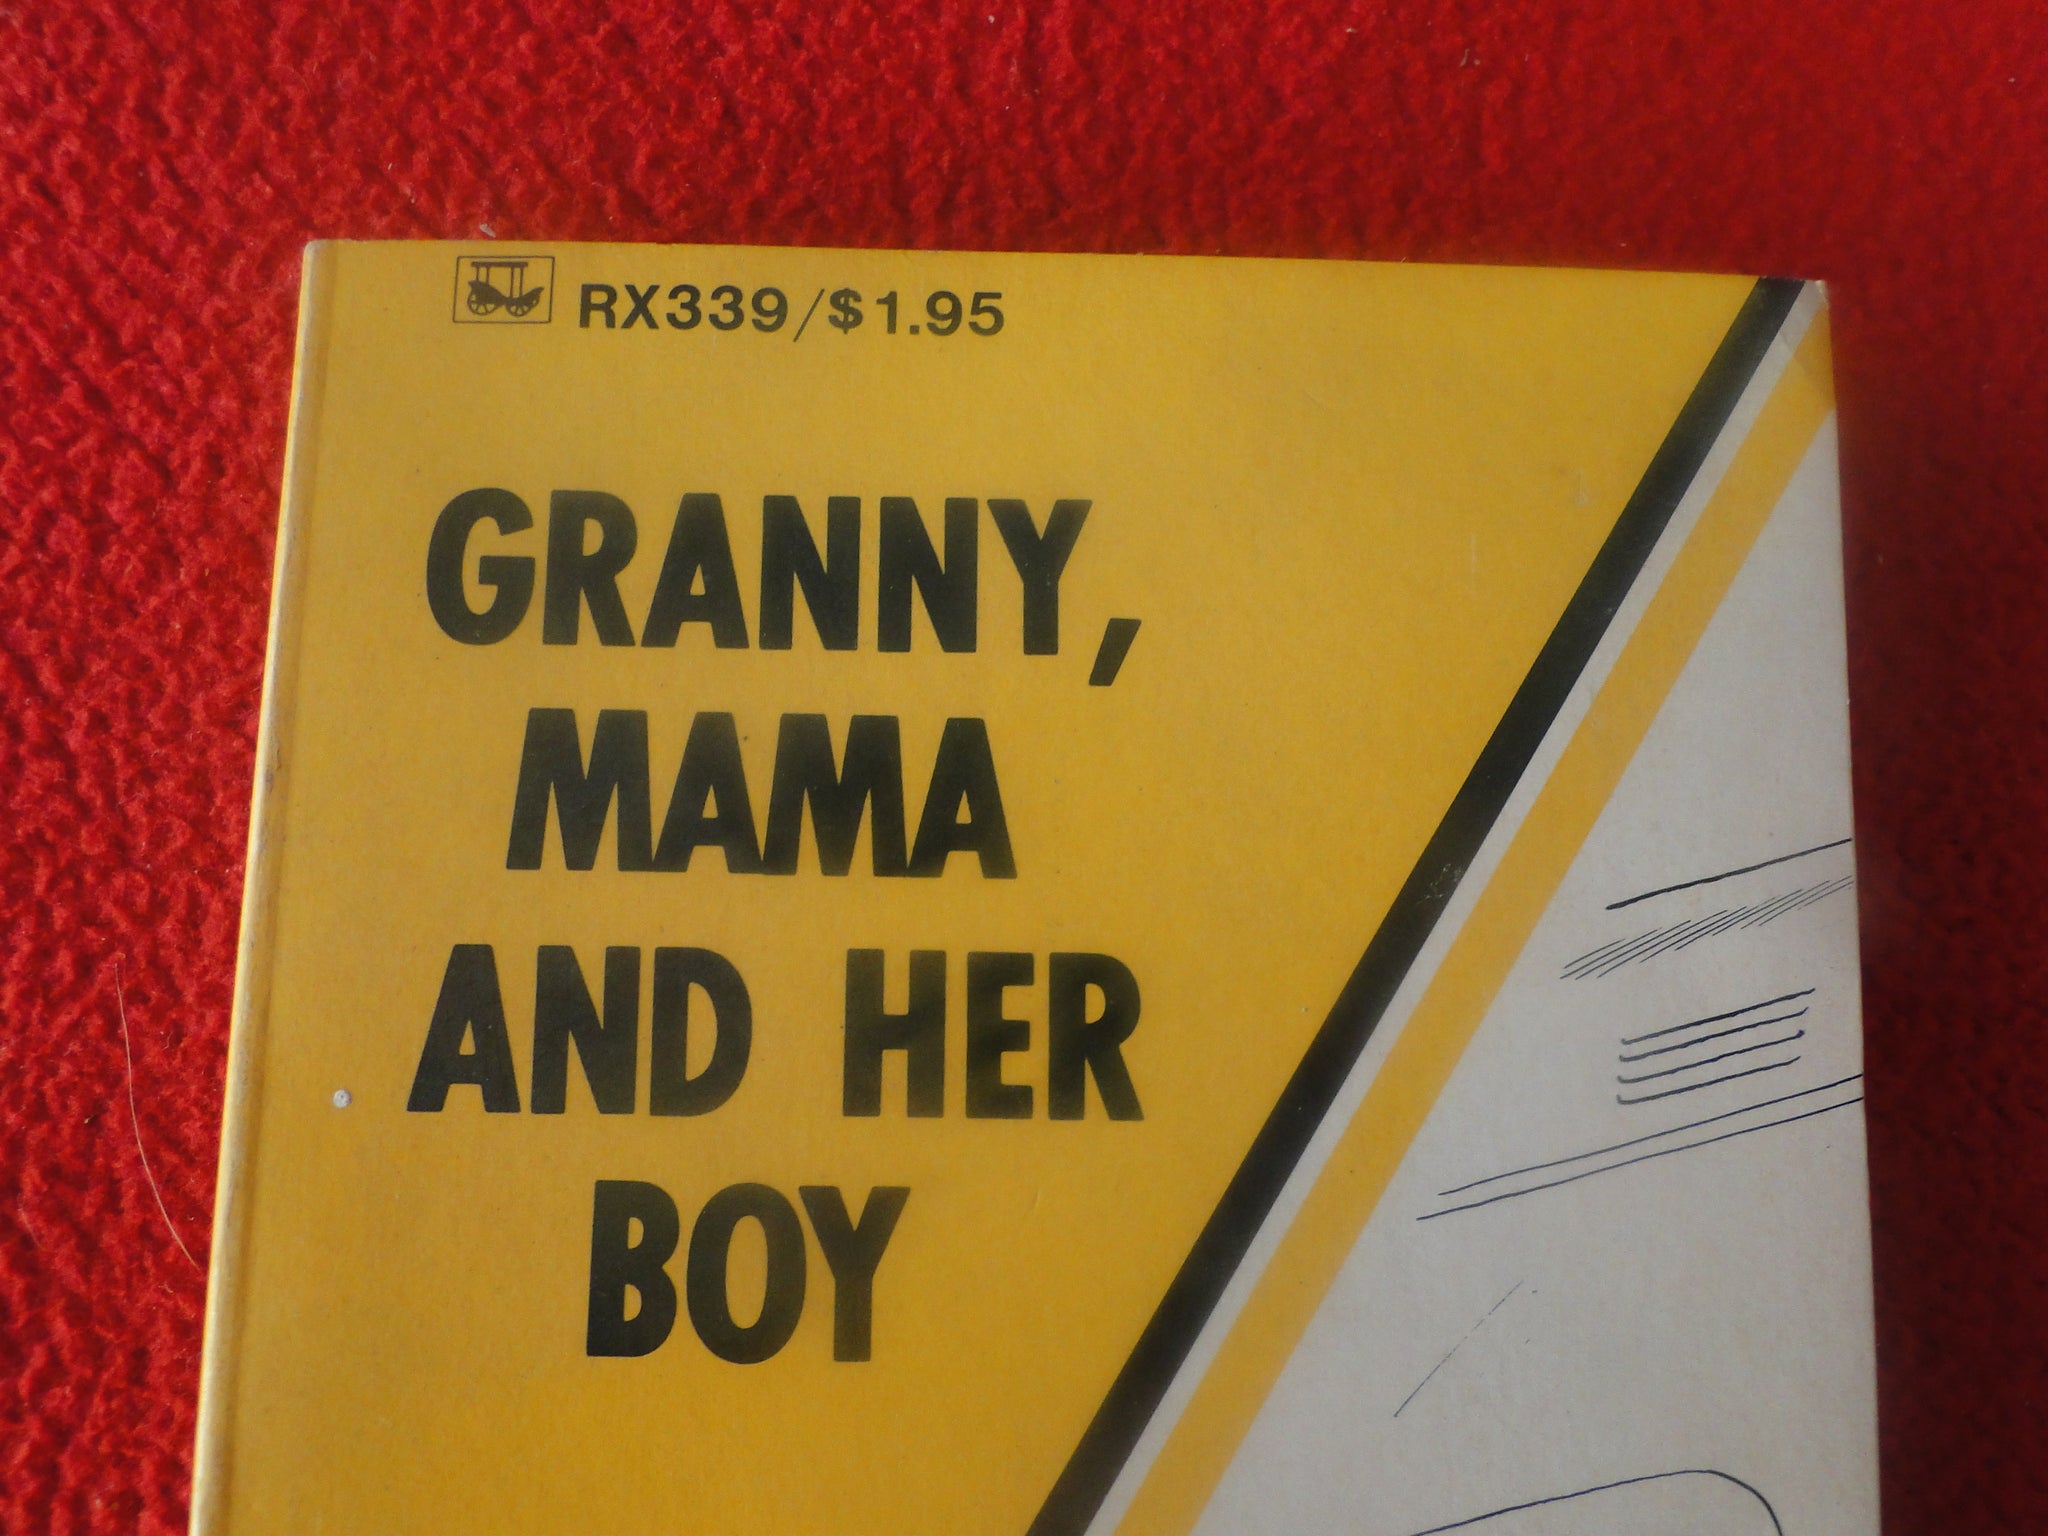 RX339/$1.95
GRANNY,
MAMA
AND HER
BOY